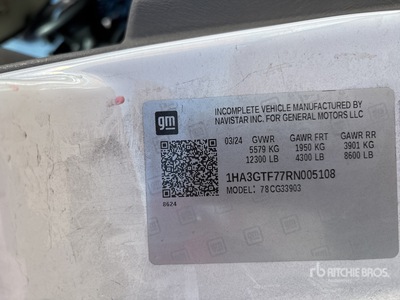 gm
INCOMPLETE VEHICLE MANUFACTURED BY
NAVISTAR INC. FOR GENERAL MOTORS LLC
03/24 GVWR GAWR FRT GAWR RR
5579 KG 1950 KG 3901 KG
12300 LB 4300 LB 8600 LB
1HA3GTF77RN005108
MODEL: 78CG33903
8624
rb RITCHIE BROS.